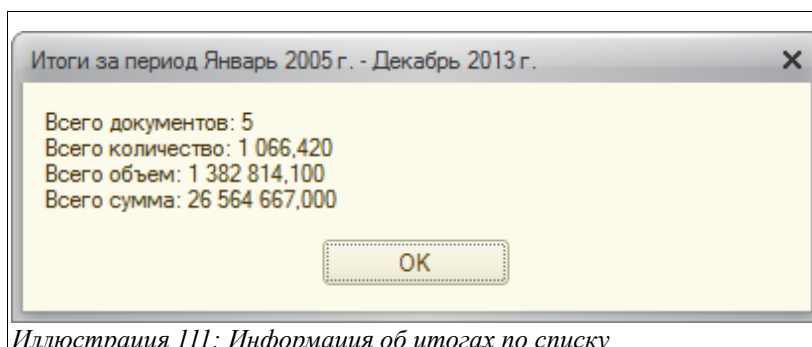 Итоги за период Январь 2005 г. - Декабрь 2013 г.
Всего документов: 5
Всего количество: 1 066,420
Всего объем: 1 382 814,100
Всего сумма: 26 564 667,000
OK
Иллюстрация 111: Информация об итогах по списку